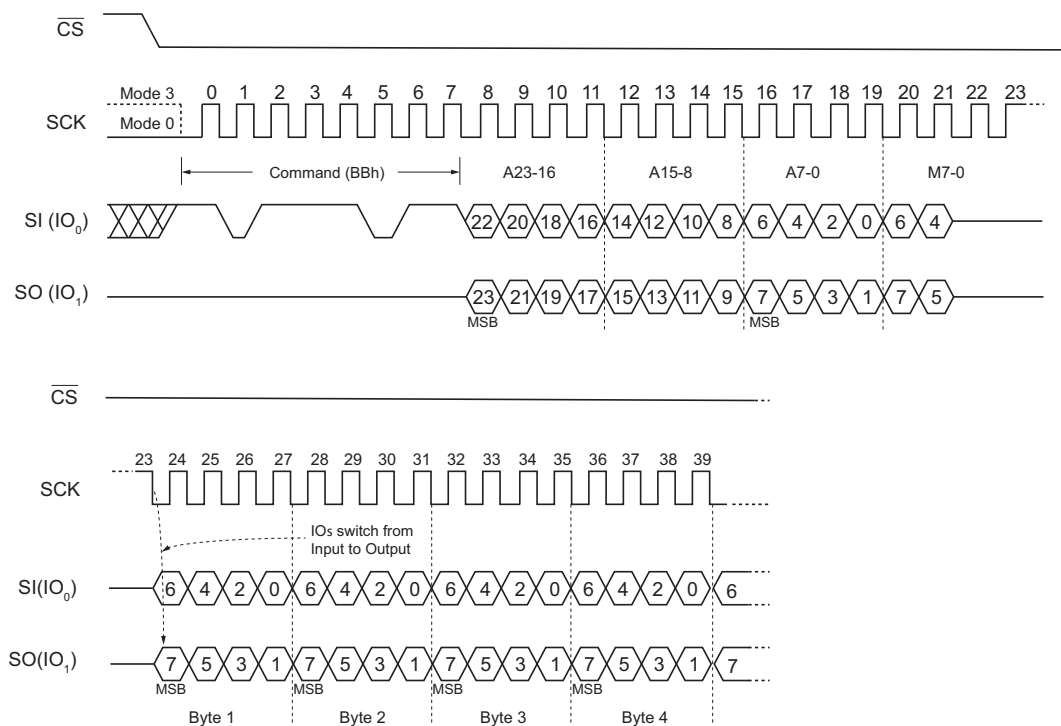 CS
Mode 3
Mode 0
SCK
0 1 2 3 4 5 6 7 8 9 10 11 12 13 14 15 16 17 18 19 20 21 22 23
Command (BBh) A23-16 A15-8 A7-0 M7-0
SI (IO0)
22 20 18 16 14 12 10 8 6 4 2 0 6 4
SO (IO1)
23 21 19 17 15 13 11 9 7 5 3 1 7 5
MSB MSB
CS
23 24 25 26 27 28 29 30 31 32 33 34 35 36 37 38 39
SCK
IOs switch from
Input to Output
SI(IO0)
6 4 2 0 6 4 2 0 6 4 2 0 6 4 2 0 6
SO(IO1)
7 5 3 1 7 5 3 1 7 5 3 1 7 5 3 1 7
MSB MSB MSB MSB
Byte 1 Byte 2 Byte 3 Byte 4